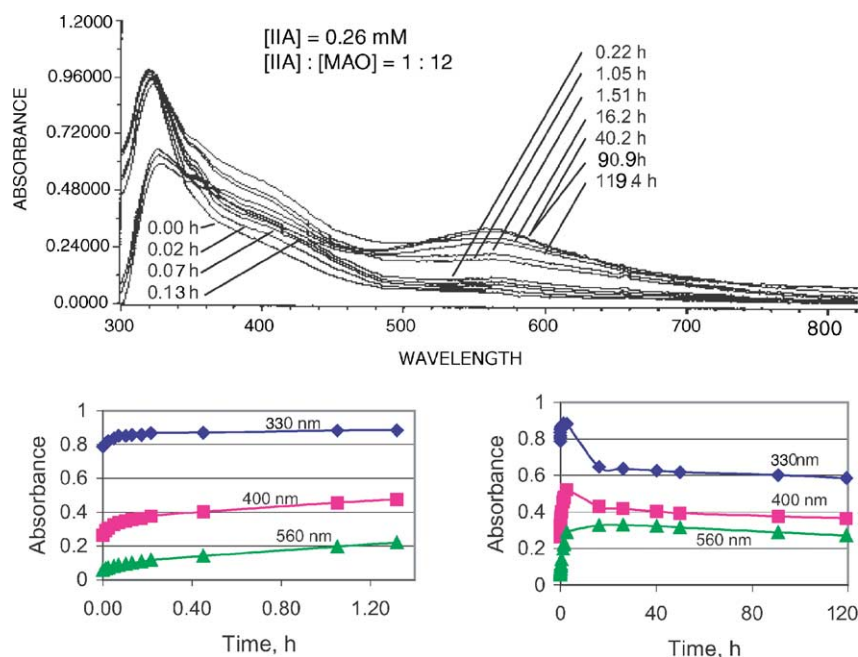 1.2000
[IIA] = 0.26 mM
[IIA] : [MAO] = 1 : 12
0.96000
0.72000
0.48000
0.24000
0.0000
ABSORBANCE
0.22 h
1.05 h
1.51 h
16.2 h
40.2 h
90.9h
119 4 h
0.00 h
0.02 h
0.07 h
0.13 h
300 400 500 600 700 800
WAVELENGTH
1
0.8
0.6
0.4
0.2
0
Absorbance
330 nm
400 nm
560 nm
0.00 0.40 0.80 1.20
Time, h
1
0.8
0.6
0.4
0.2
0
Absorbance
330nm
400 nm
560 nm
0 40 80 120
Time, h